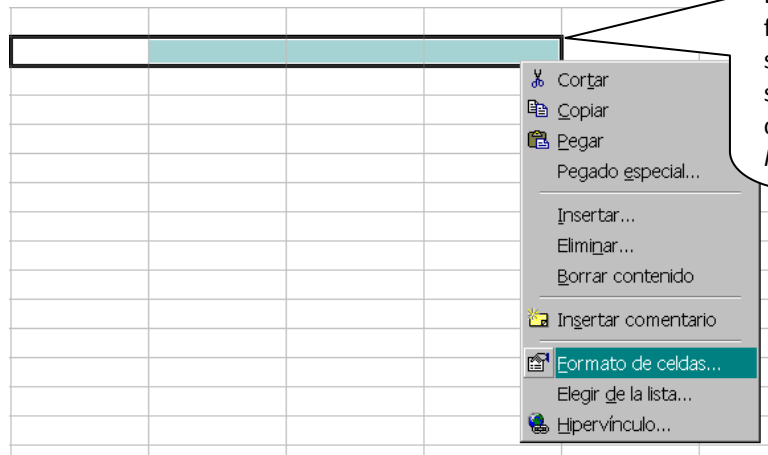 Cortar
Copiar
Pegar
Pegado especial...
Insertar...
Eliminar...
Borrar contenido
Insertar comentario
Formato de celdas...
Elegir de la lista...
Hipervínculo...